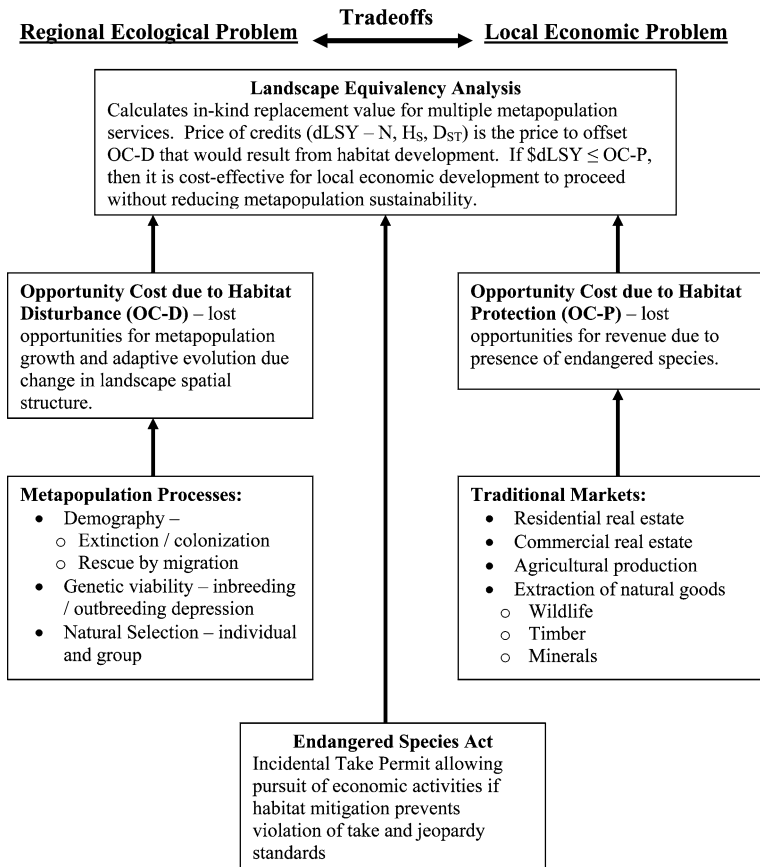 Tradeoffs
Regional Ecological Problem
Local Economic Problem
Landscape Equivalency Analysis
Calculates in-kind replacement value for multiple metapopulation
services.  Price of credits (dLSY – N, HS, DST) is the price to offset
OC-D that would result from habitat development.  If $dLSY ≤ OC-P,
then it is cost-effective for local economic development to proceed
without reducing metapopulation sustainability.
Opportunity Cost due to Habitat
Disturbance (OC-D) – lost
opportunities for metapopulation
growth and adaptive evolution due
change in landscape spatial
structure.
Opportunity Cost due to Habitat
Protection (OC-P) – lost
opportunities for revenue due to
presence of endangered species.
Metapopulation Processes:
• Demography –
o Extinction / colonization
o Rescue by migration
• Genetic viability – inbreeding
/ outbreeding depression
• Natural Selection – individual
and group
Traditional Markets:
• Residential real estate
• Commercial real estate
• Agricultural production
• Extraction of natural goods
o Wildlife
o Timber
o Minerals
Endangered Species Act
Incidental Take Permit allowing
pursuit of economic activities if
habitat mitigation prevents
violation of take and jeopardy
standards